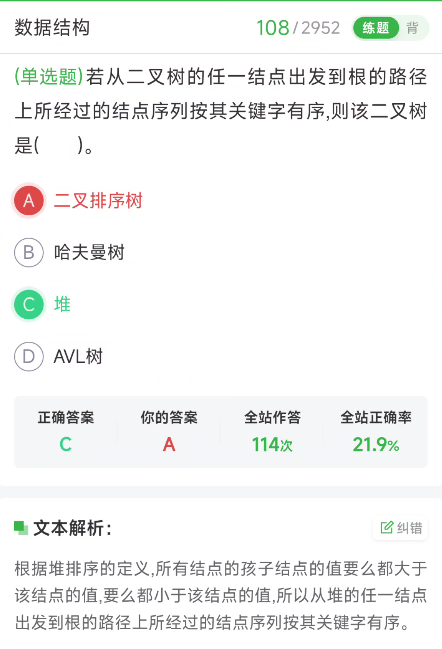 数据结构 108/2952 练题 背
(单选题)若从二叉树的任一结点出发到根的路径
上所经过的结点序列按其关键字有序,则该二叉树
是( )。
A 二叉排序树
B 哈夫曼树
C 堆
D AVL树
正确答案 你的答案 全站作答 全站正确率
C A 114次 21.9%
文本解析: 纠错
根据堆排序的定义,所有结点的孩子结点的值要么都大于
该结点的值,要么都小于该结点的值,所以从堆的任一结点
出发到根的路径上所经过的结点序列按其关键字有序。